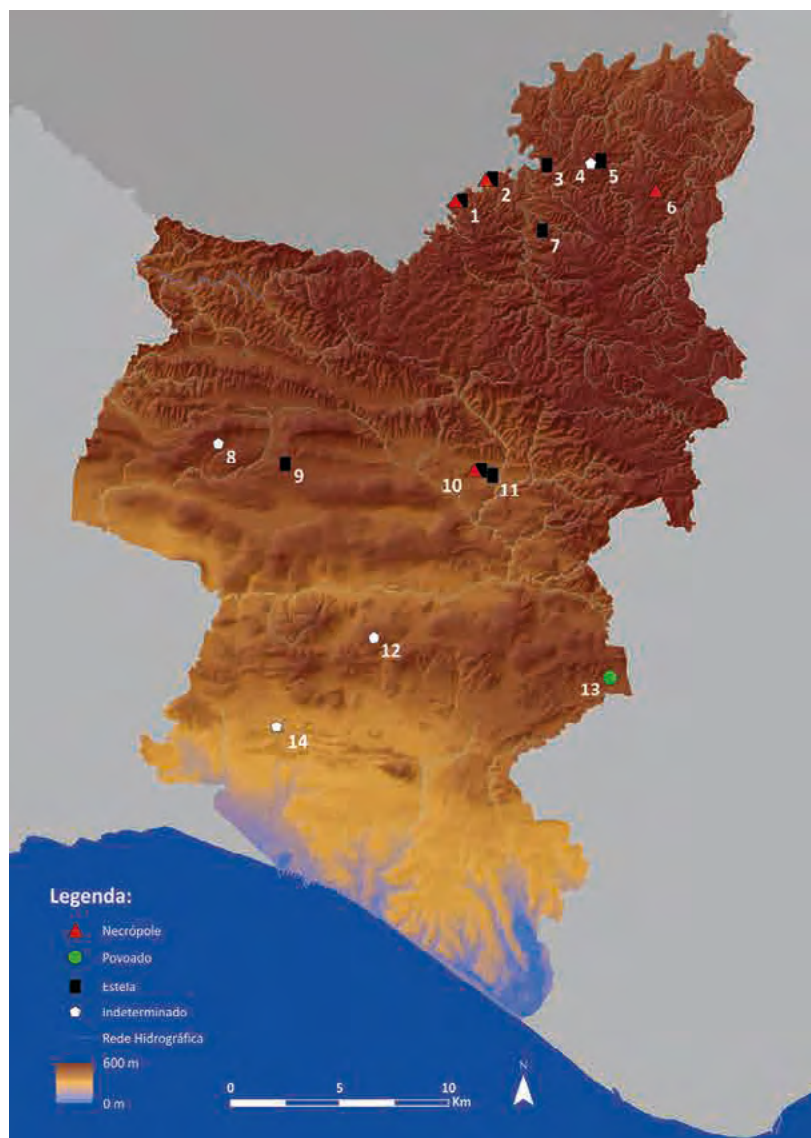 3
4
5
2
6
1
7
8
9
10
11
12
13
14
Legenda:
Necrópole
Povoado
Estela
Indeterminado
Rede Hidrográfica
600 m
0 m
0 5 10
Km
N